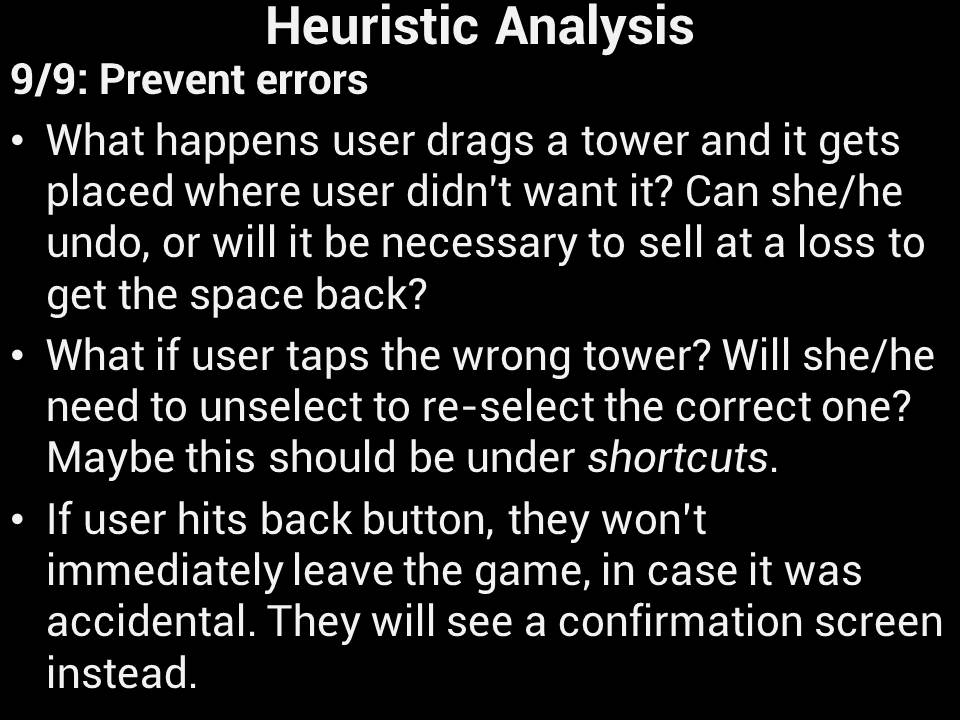 Heuristic Analysis
9/9: Prevent errors
• What happens user drags a tower and it gets
placed where user didn't want it? Can she/he
undo, or will it be necessary to sell at a loss to
get the space back?
• What if user taps the wrong tower? Will she/he
need to unselect to re-select the correct one?
Maybe this should be under shortcuts.
• If user hits back button, they won't
immediately leave the game, in case it was
accidental. They will see a confirmation screen
instead.